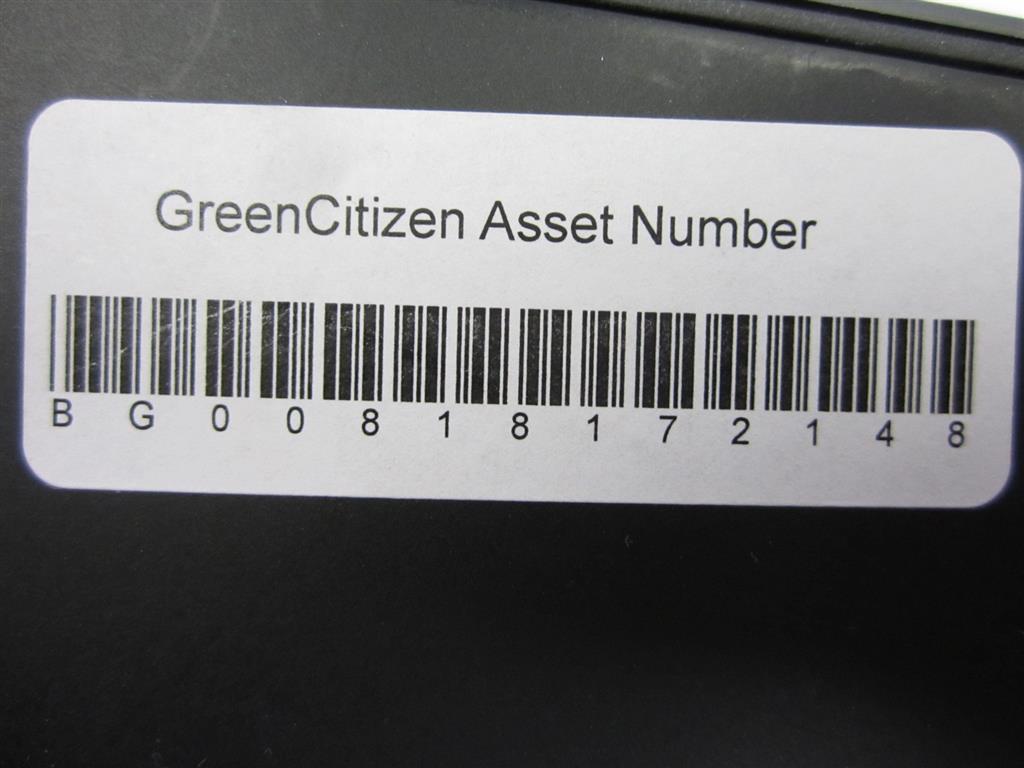 GreenCitizen Asset Number
B G 0 0 8 1 8 1 7 2 1 4 8